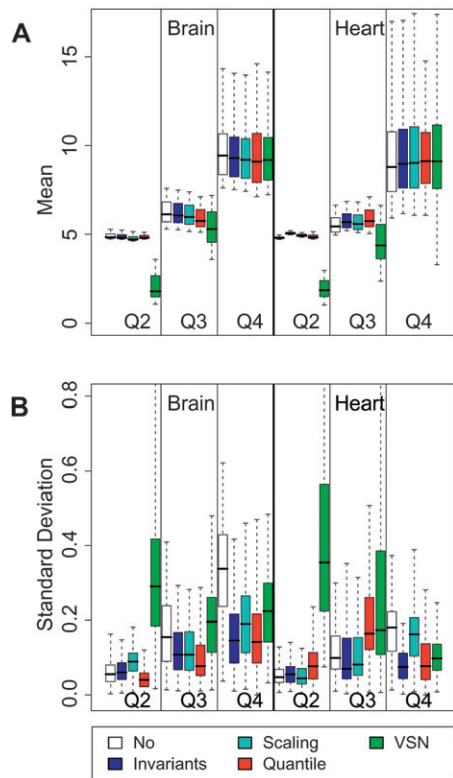 A
Brain Heart
Mean
15
10
5
0
Q2 Q3 Q4 Q2 Q3 Q4
B
Brain Heart
Standard Deviation
0.8
0.6
0.4
0.2
0.0
Q2 Q3 Q4 Q2 Q3 Q4
No Scaling VSN
Invariants Quantile